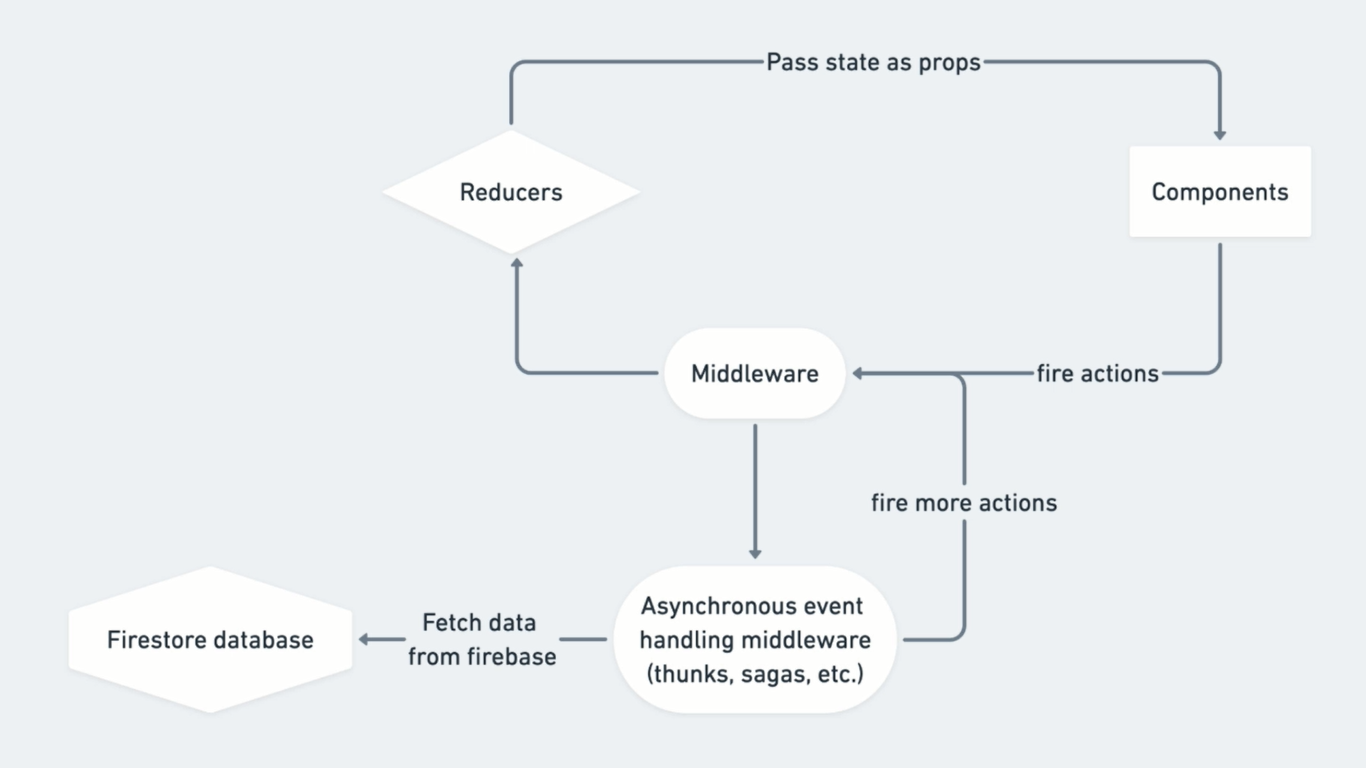 Pass state as props
Reducers
Components
Middleware
fire actions
fire more actions
Asynchronous event
handling middleware
(thunks, sagas, etc.)
Fetch data
from firebase
Firestore database